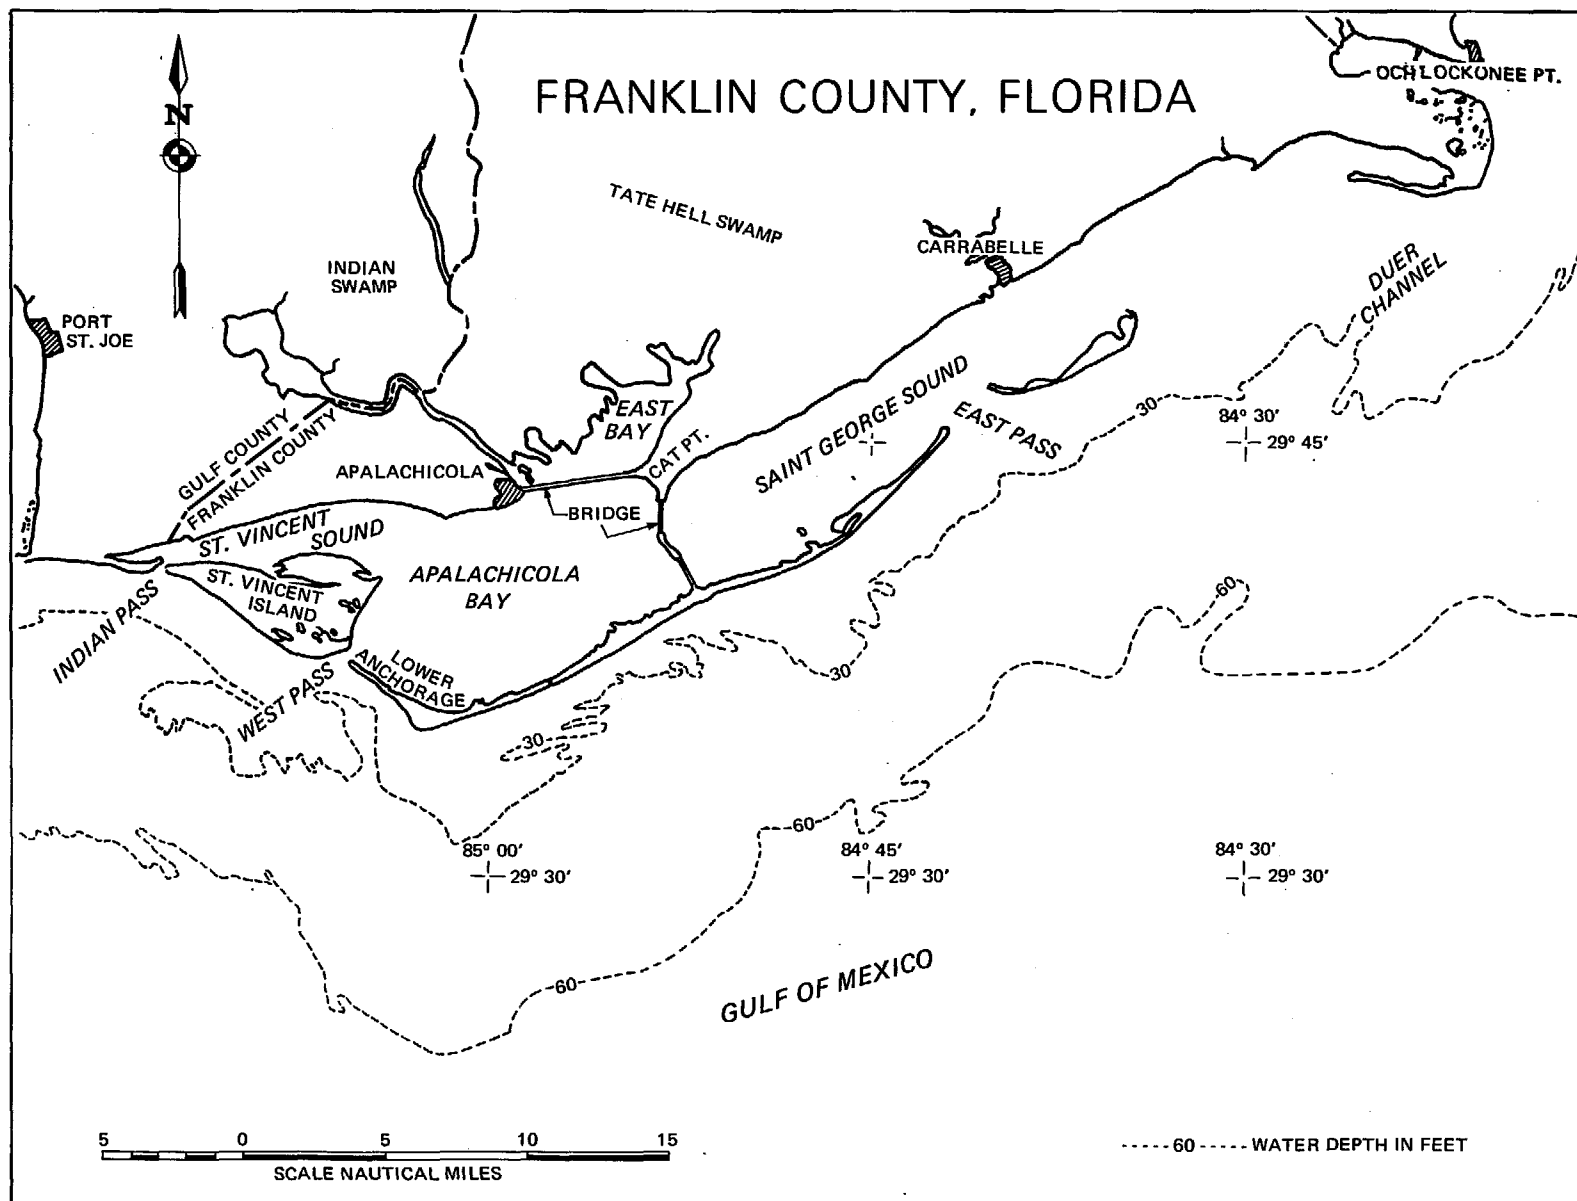 FRANKLIN COUNTY, FLORIDA
OCHLOCKONEE PT.
N
TATE HELL SWAMP
CARRABELLE
INDIAN
SWAMP
DUER
CHANNEL
PORT
ST. JOE
EAST
BAY
SAINT GEORGE SOUND
EAST PASS
30
84° 30'
29° 45'
CAT PT.
GULF COUNTY
FRANKLIN COUNTY
APALACHICOLA
BRIDGE
ST. VINCENT
SOUND
APALACHICOLA
BAY
ST. VINCENT
ISLAND
INDIAN PASS
60
LOWER
ANCHORAGE
30
WEST PASS
30
60
85° 00'
29° 30'
84° 45'
29° 30'
84° 30'
29° 30'
60
GULF OF MEXICO
5 0 5 10 15
SCALE NAUTICAL MILES
-----60----- WATER DEPTH IN FEET